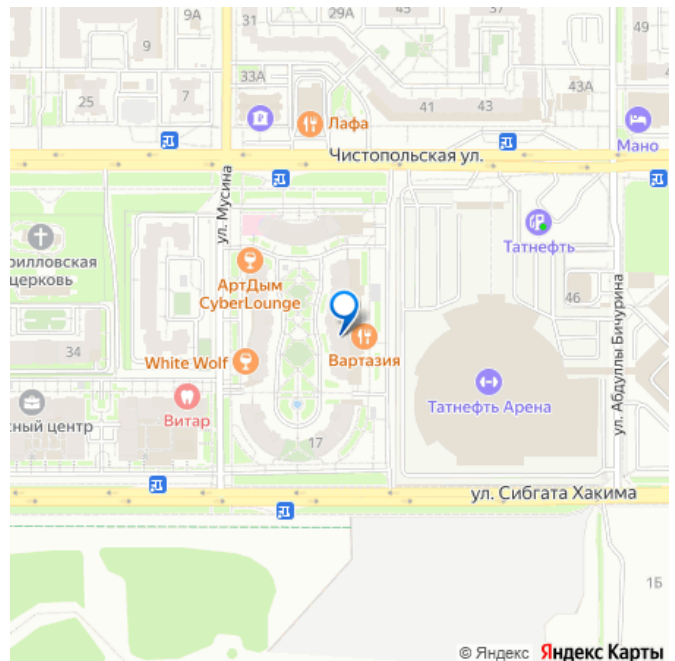 9А
31
29А
45
37
49
9
33А
25
7
41
43
43А
Лафа
Мано
Чистопольская ул.
ул. Мусина
Татнефть
рилловская
церковь
АртДым
CyberLounge
46
ул. Абдуллы Бичурина
34
White Wolf
Вартазия
Татнефть Арена
Витар
сный центр
17
ул. Сибгата Хакима
1Б
© Яндекс Яндекс Карты